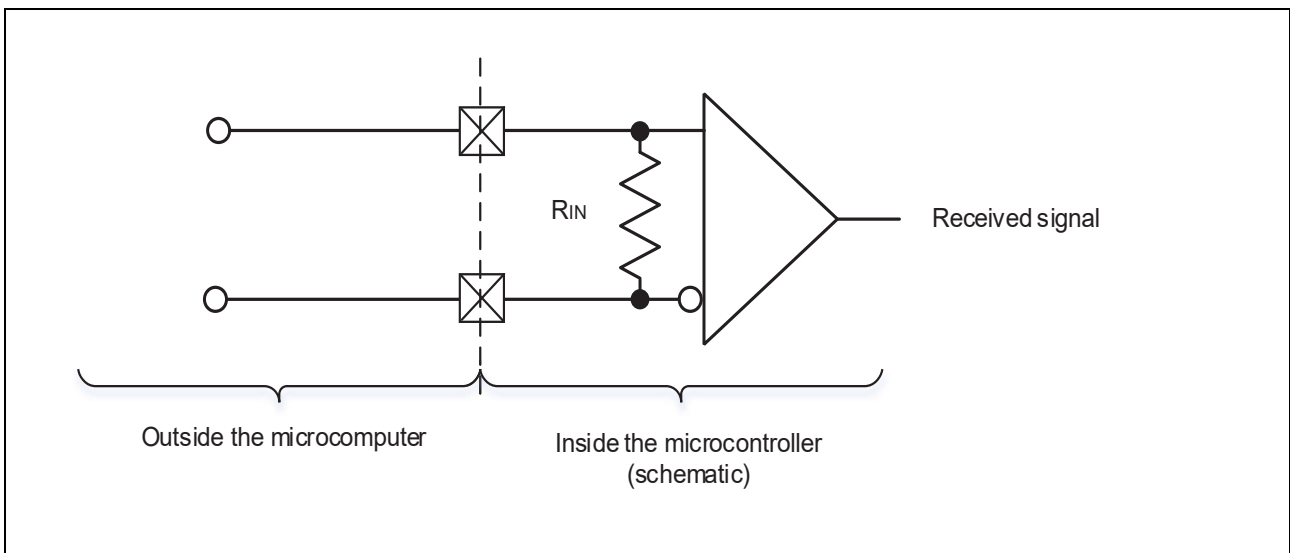 RIN
Received signal
Outside the microcomputer
Inside the microcontroller
(schematic)